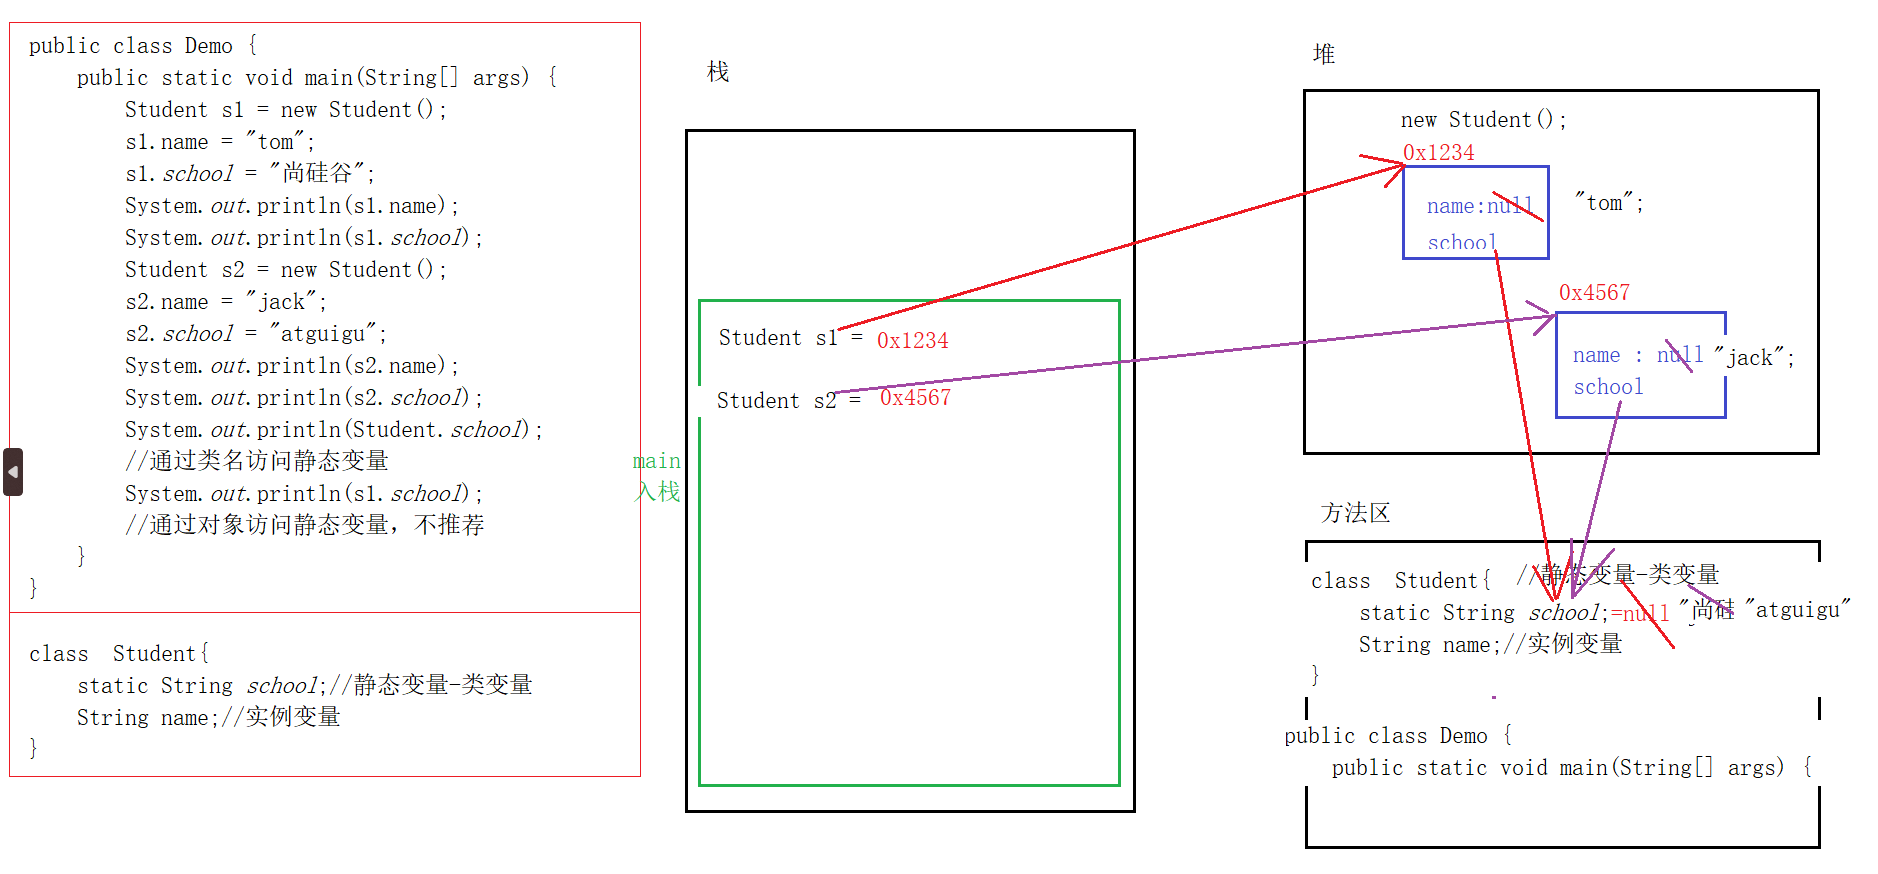 public class Demo {
public static void main(String[] args) {
Student s1 = new Student();
s1.name = "tom";
s1.school = "尚硅谷";
System.out.println(s1.name);
System.out.println(s1.school);
Student s2 = new Student();
s2.name = "jack";
s2.school = "atguigu";
System.out.println(s2.name);
System.out.println(s2.school);
System.out.println(Student.school);
//通过类名访问静态变量
System.out.println(s1.school);
//通过对象访问静态变量，不推荐
}
}
class Student{
static String school;//静态变量-类变量
String name;//实例变量
}
栈
Student s1 = 0x1234
Student s2 = 0x4567
main
入栈
堆
new Student();
0x1234
name:null "tom";
school
0x4567
name : null "jack";
school
方法区
class Student{ //静态变量-类变量
static String school;=null "尚硅 "atguigu"
String name;//实例变量
}
public class Demo {
public static void main(String[] args) {